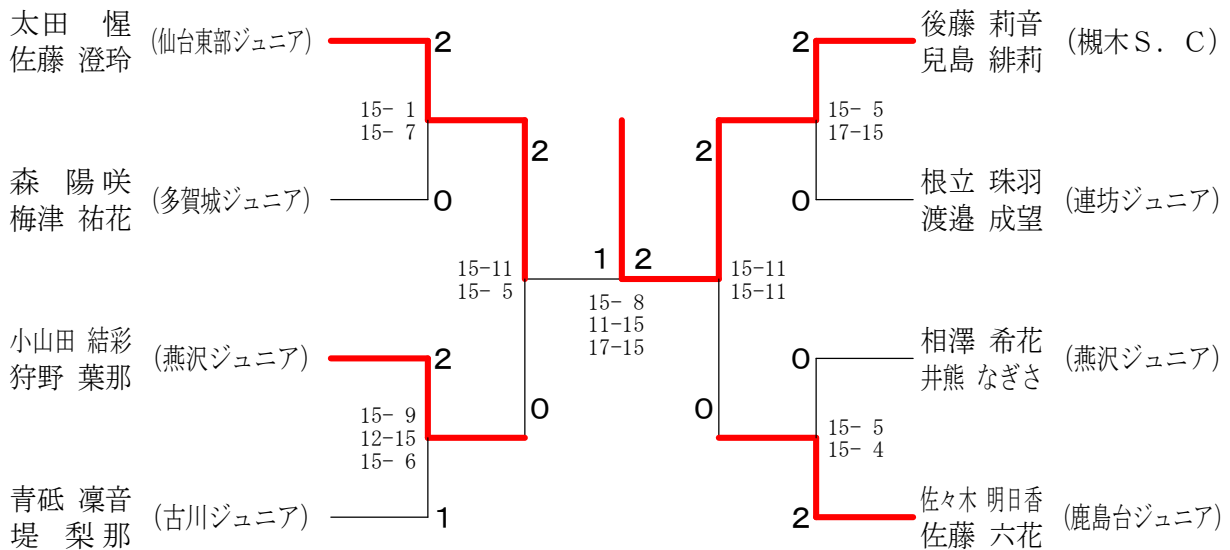 太田 惺
佐藤 澄玲
(仙台東部ジュニア)
2
15- 1
15- 7
森 陽咲
梅津 祐花
(多賀城ジュニア)
0
2
15-11
15- 5
小山田 結彩
狩野 葉那
(燕沢ジュニア)
2
15- 9
12-15
15- 6
0
青砥 凜音
堤 梨那
(古川ジュニア)
1
1 2
15- 8
11-15
17-15
後藤 莉音
兒島 緋莉
(槻木S. C)
2
15- 5
17-15
2
根立 珠羽
渡邉 成望
(連坊ジュニア)
0
15-11
15-11
相澤 希花
井熊 なぎさ
(燕沢ジュニア)
0
0
15- 5
15- 4
佐々木 明日香
佐藤 六花
(鹿島台ジュニア)
2